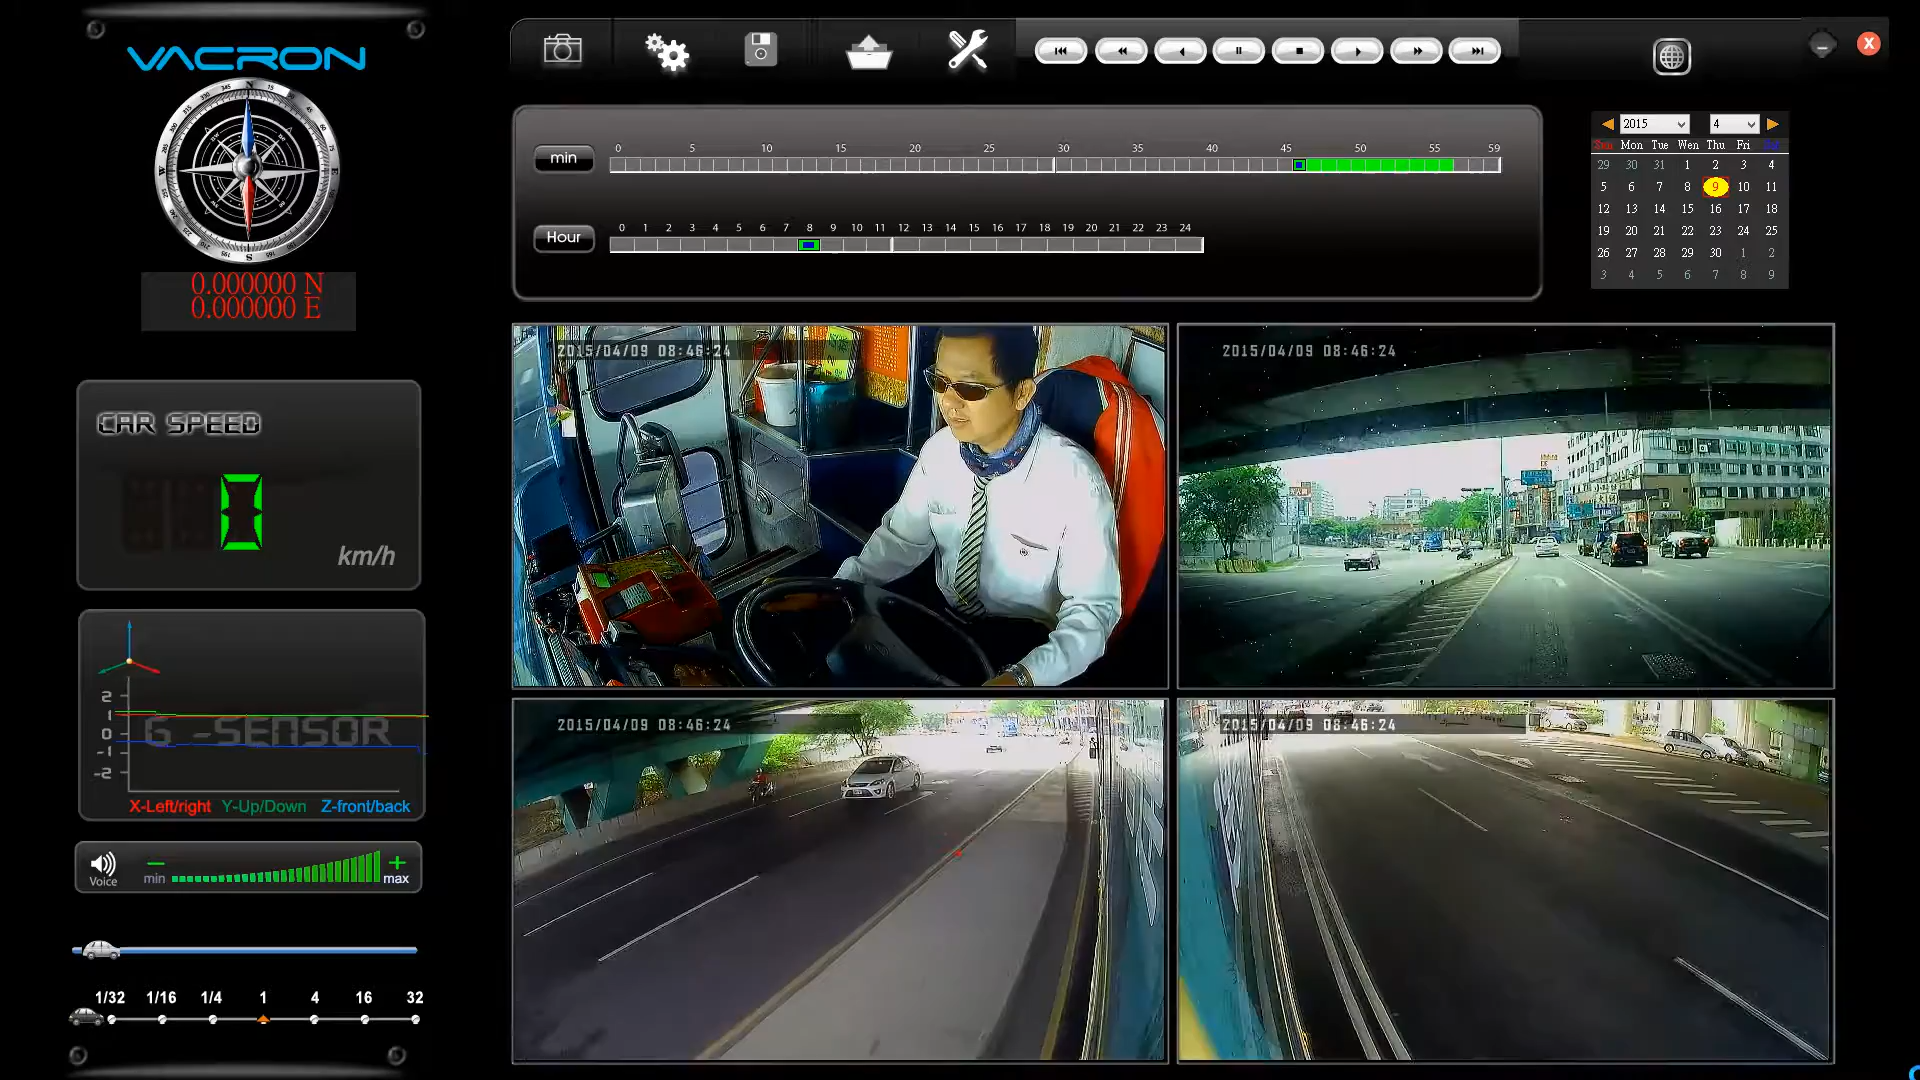 VACRON
0.000000 N
0.000000 E
min
0 5 10 15 20 25 30 35 40 45 50 55 59
Hour
0 1 2 3 4 5 6 7 8 9 10 11 12 13 14 15 16 17 18 19 20 21 22 23 24
2015 4
Sun Mon Tue Wen Thu Fri
29 30 31 1 2 3 4
5 6 7 8 9 10 11
12 13 14 15 16 17 18
19 20 21 22 23 24 25
26 27 28 29 30 1 2
3 4 5 6 7 8 9
2015/04/09 08:46:24
2015/04/09 08:46:24
CAR SPEED
0
km/h
2
1
0
-1
-2
G -SENSOR
X-Left/right Y-Up/Down Z-front/back
2015/04/09 08:46:24
2015/04/09 08:46:24
Voice
min
max
1/32 1/16 1/4 1 4 16 32